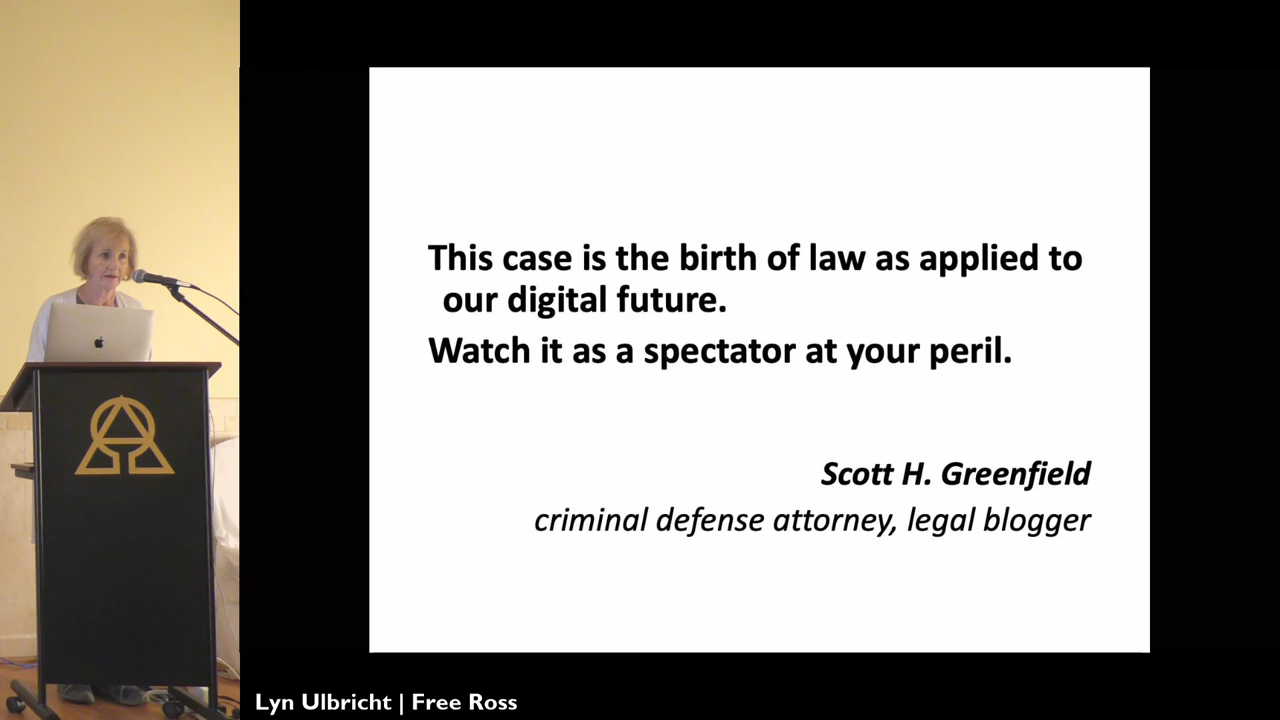 This case is the birth of law as applied to
our digital future.
Watch it as a spectator at your peril.
Scott H. Greenfield
criminal defense attorney, legal blogger
Lyn Ulbricht | Free Ross